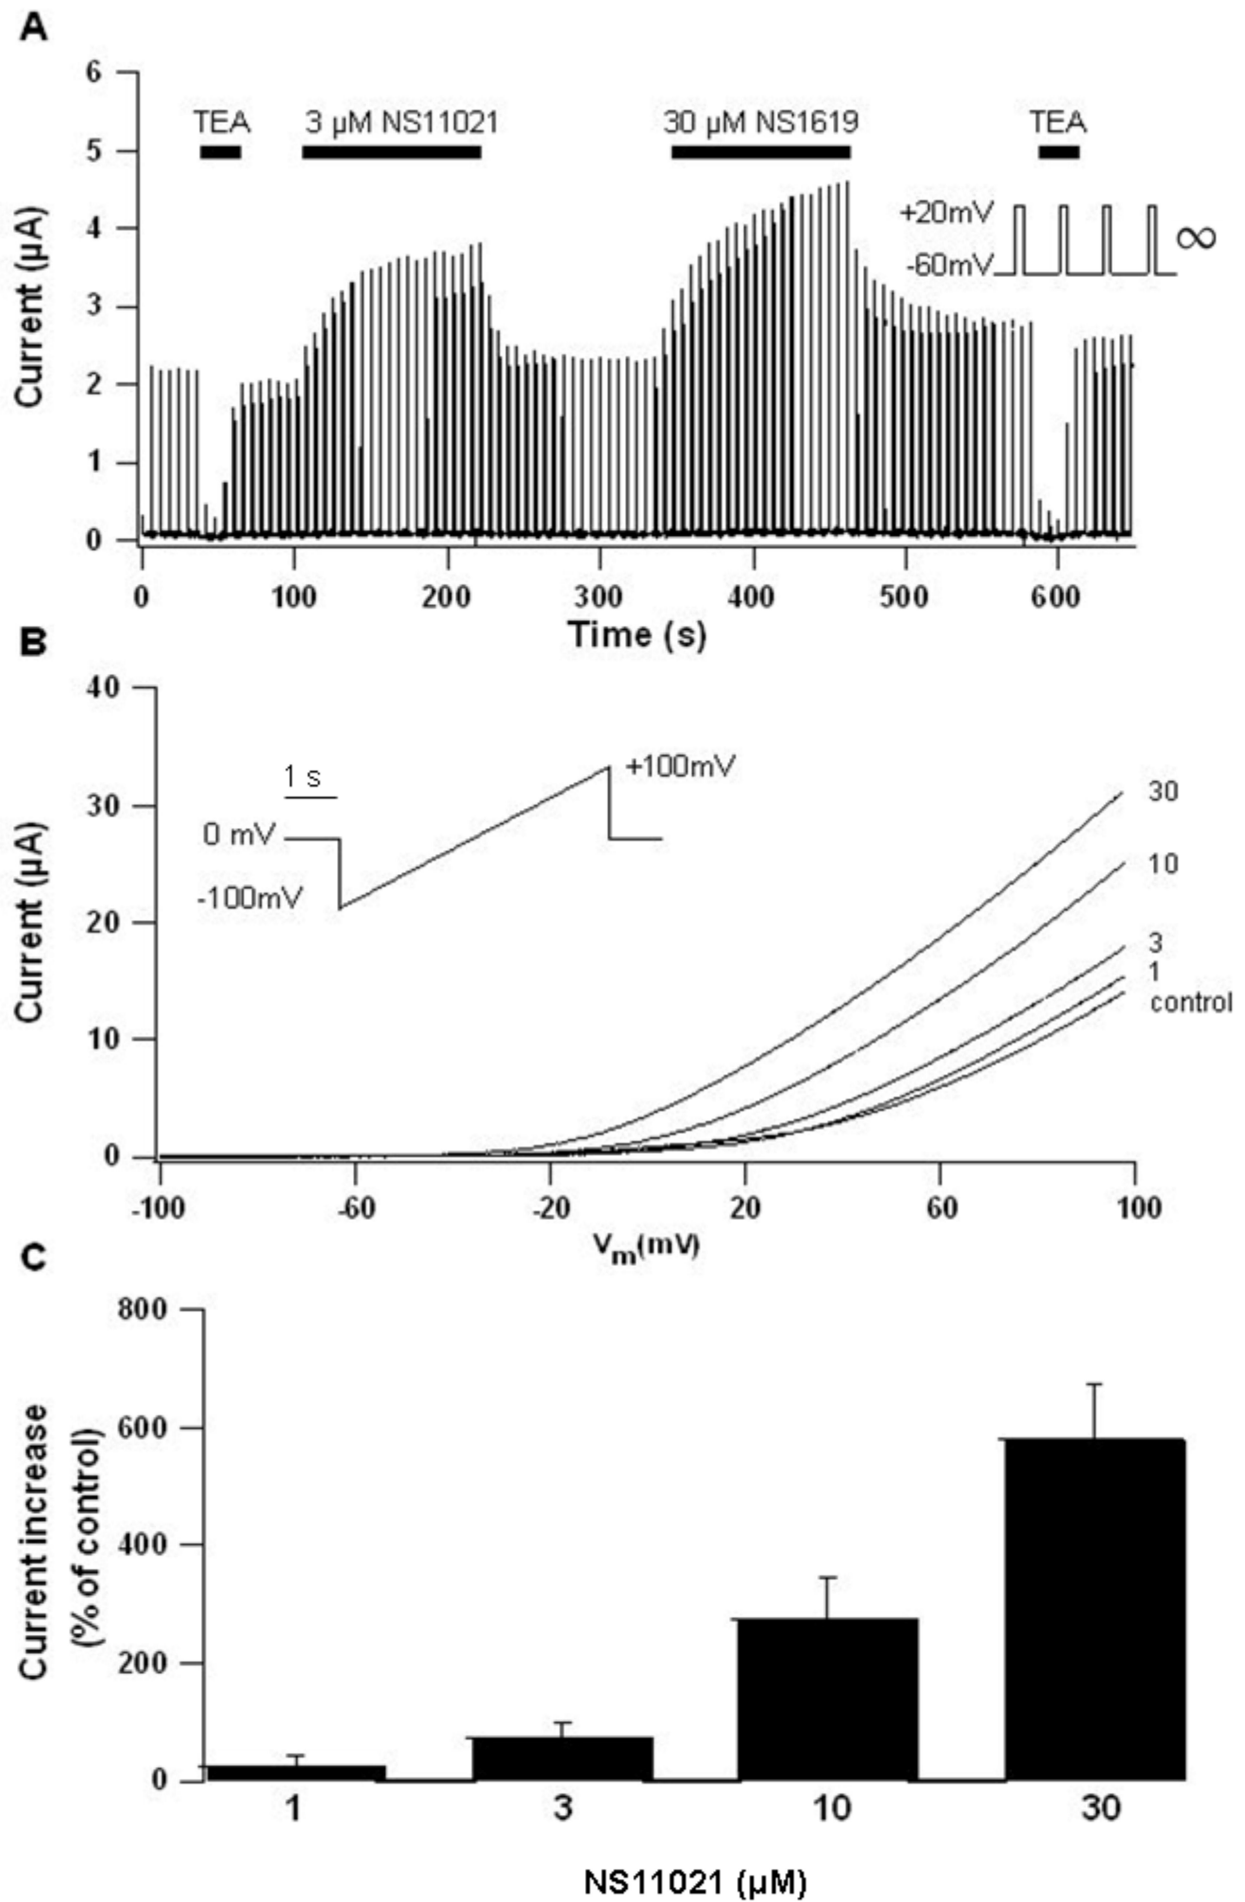 A
6
TEA 3 µM NS11021 30 µM NS1619 TEA
5
+20mV
4
∞
-60mV
3
2
1
0
Current (µA)
0 100 200 300 400 500 600
Time (s)
B
40
1 s
+100mV
30
30
0 mV
10
-100mV
20
3
1
control
10
0
Current (µA)
-100 -60 -20 20 60 100
Vm(mV)
C
800
600
400
200
0
Current increase
(% of control)
1 3 10 30
NS11021 (µM)